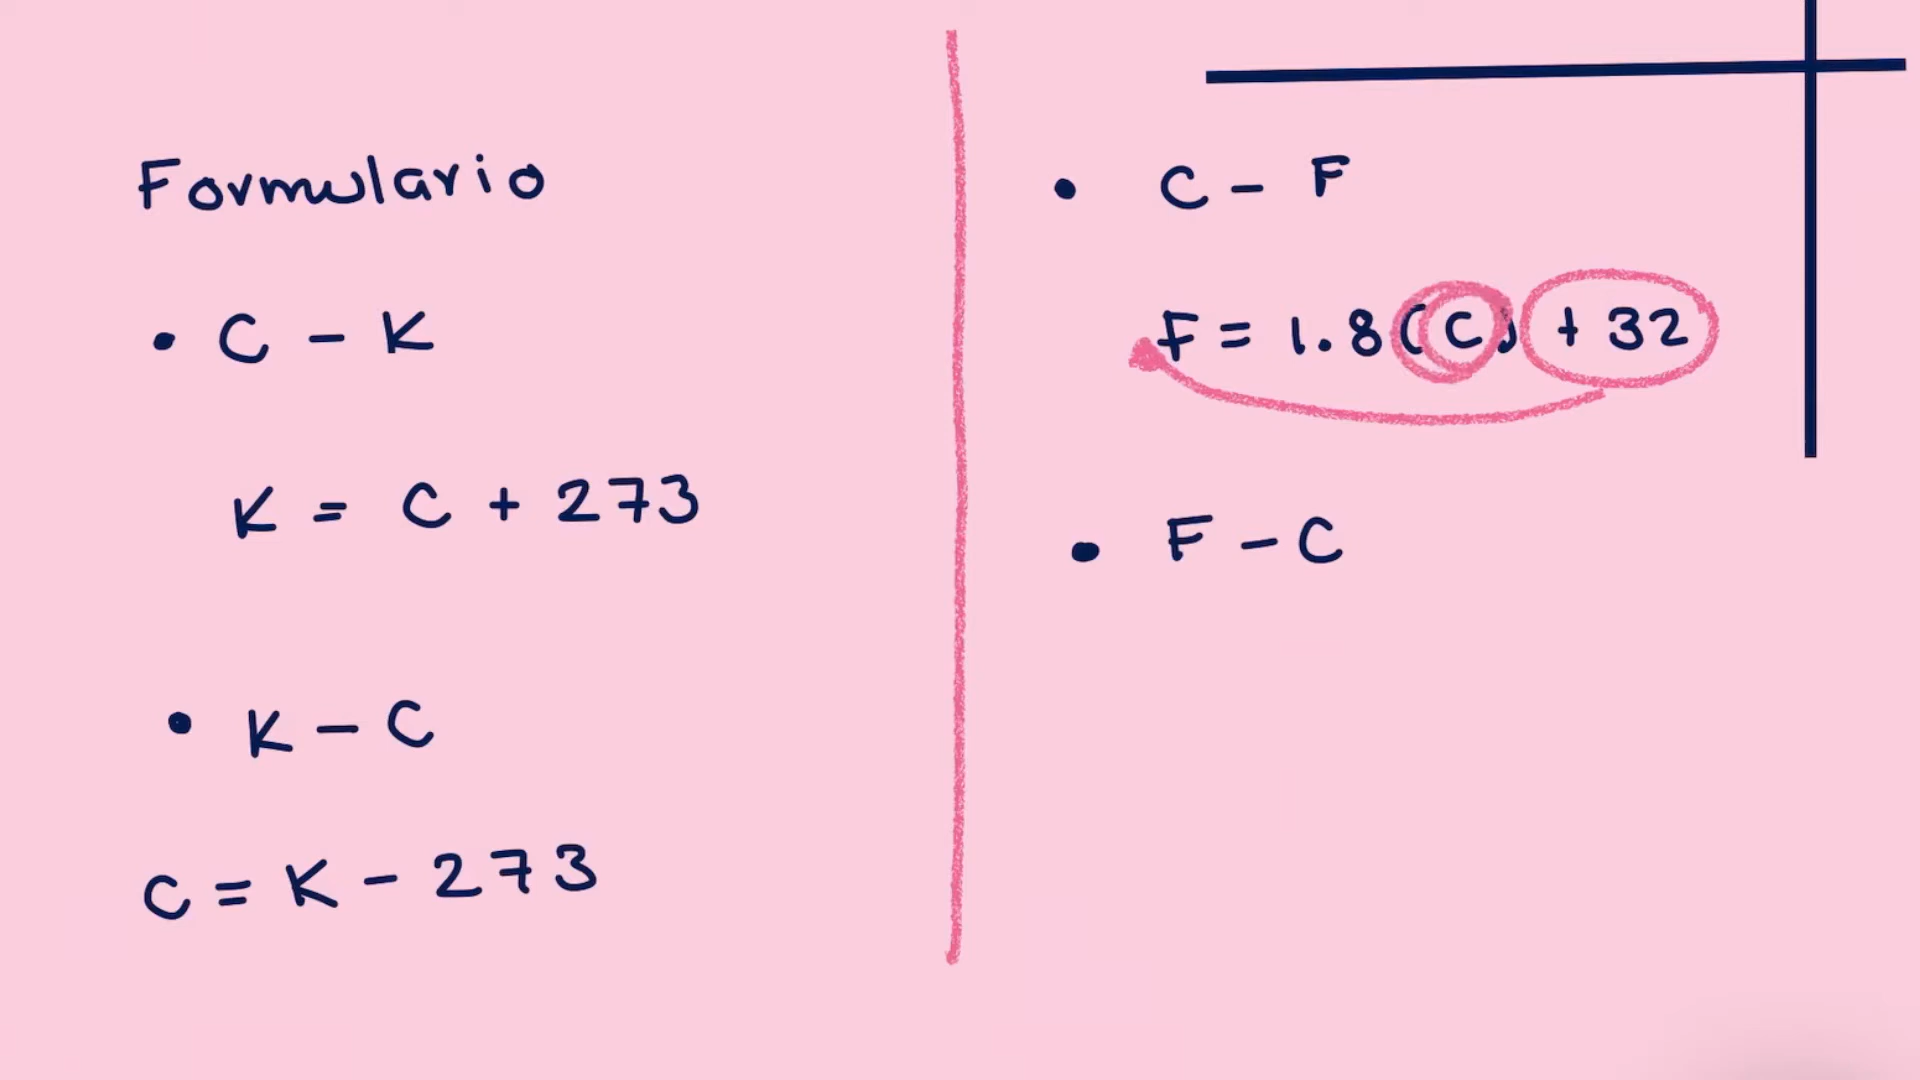 Formulario
• C - K
K = C + 273
• K - C
C = K - 273
• C - F
F = 1.8(C) + 32
• F - C